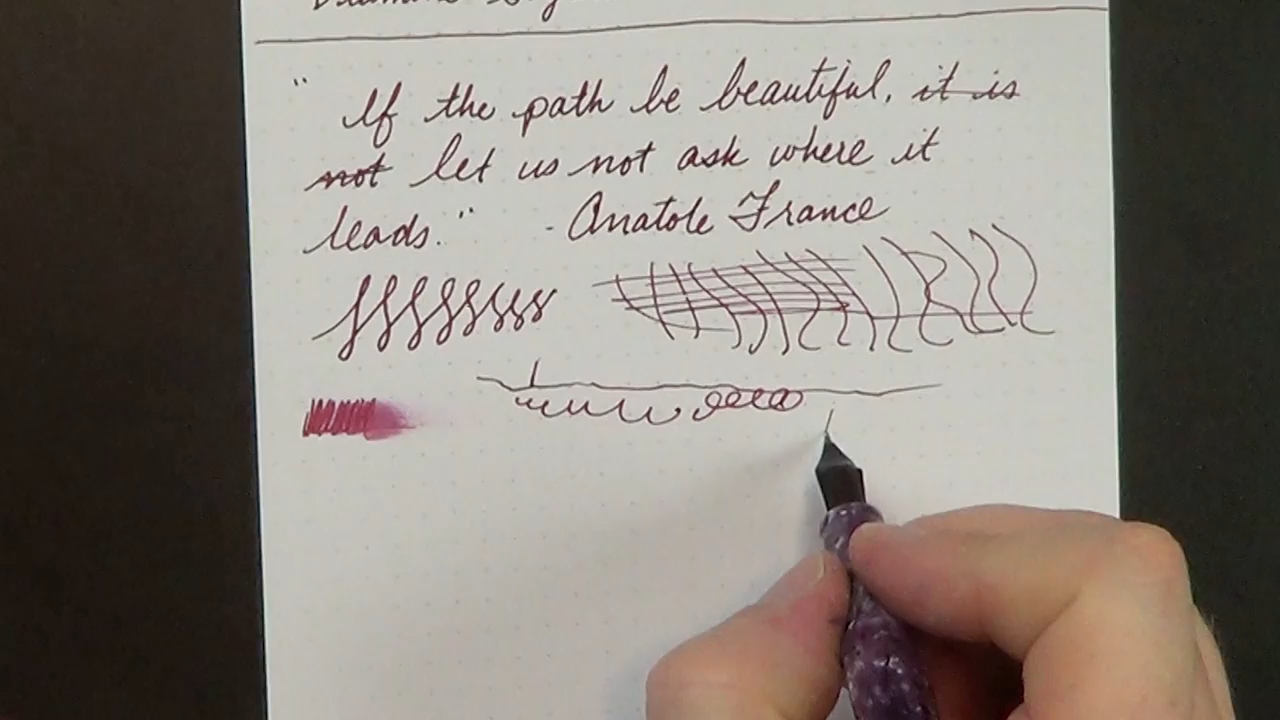 " If the path be beautiful, it is
not let us not ask where it
leads." - Anatole France